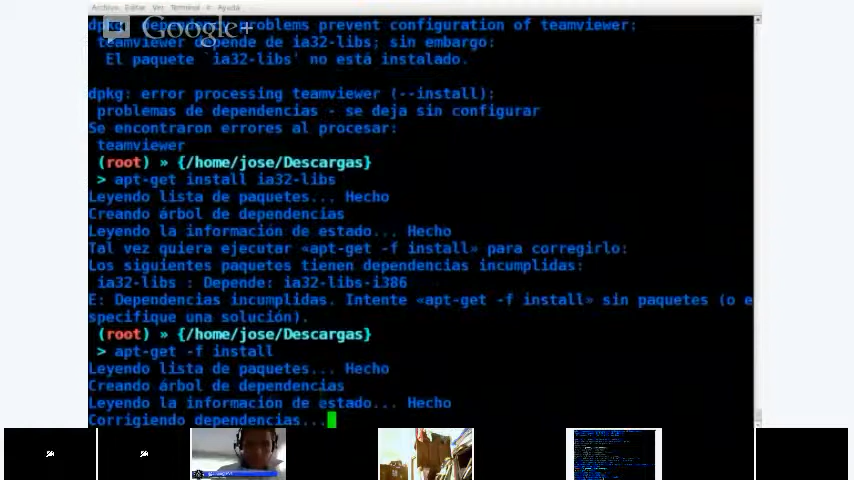 Archivo Editar Ver Terminal Ayuda
Google+
dpkg: dependency problems prevent configuration of teamviewer:
teamviewer depende de ia32-libs; sin embargo:
El paquete `ia32-libs' no está instalado.
dpkg: error processing teamviewer (--install):
problemas de dependencias - se deja sin configurar
Se encontraron errores al procesar:
teamviewer
(root) » {/home/jose/Descargas}
> apt-get install ia32-libs
Leyendo lista de paquetes... Hecho
Creando árbol de dependencias
Leyendo la información de estado... Hecho
Tal vez quiera ejecutar «apt-get -f install» para corregirlo:
Los siguientes paquetes tienen dependencias incumplidas:
ia32-libs : Depende: ia32-libs-i386
E: Dependencias incumplidas. Intente «apt-get -f install» sin paquetes (o e
specifique una solución).
(root) » {/home/jose/Descargas}
> apt-get -f install
Leyendo lista de paquetes... Hecho
Creando árbol de dependencias
Leyendo la información de estado... Hecho
Corrigiendo dependencias...